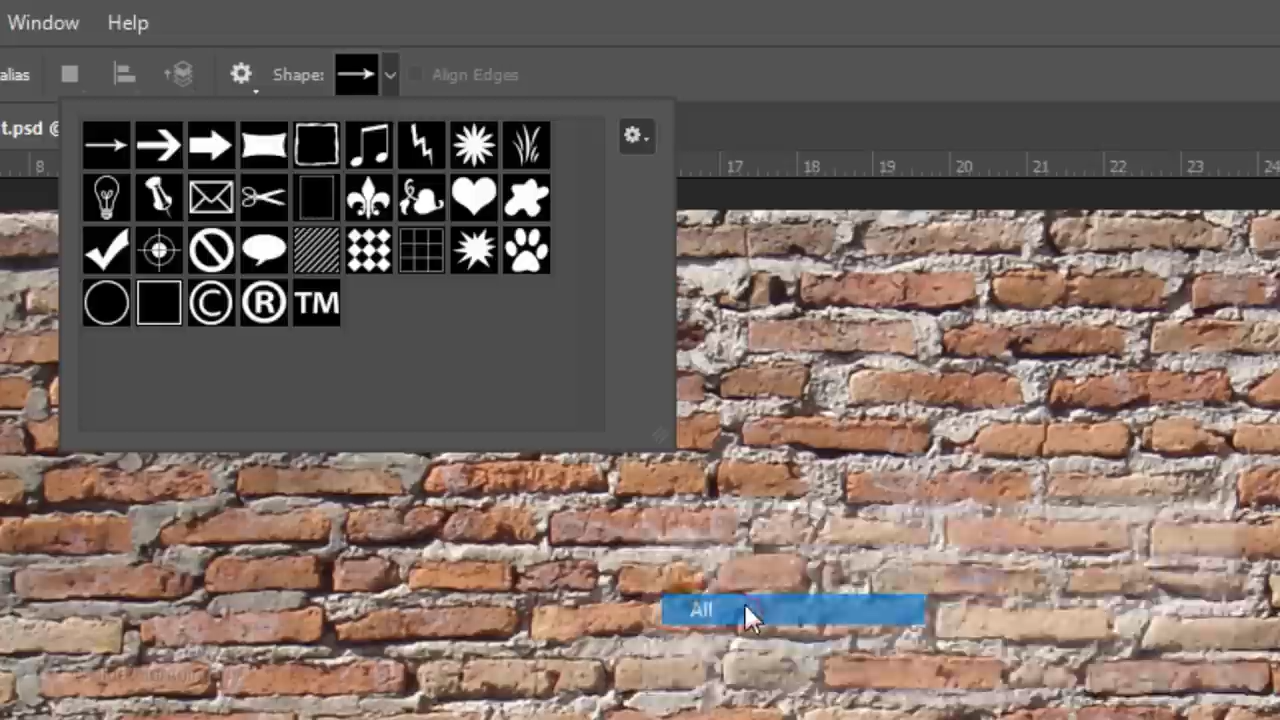 Window Help
alias Shape: Align Edges
t.psd @
8 17 18 19 20 21 22 23 24
© ® TM
All